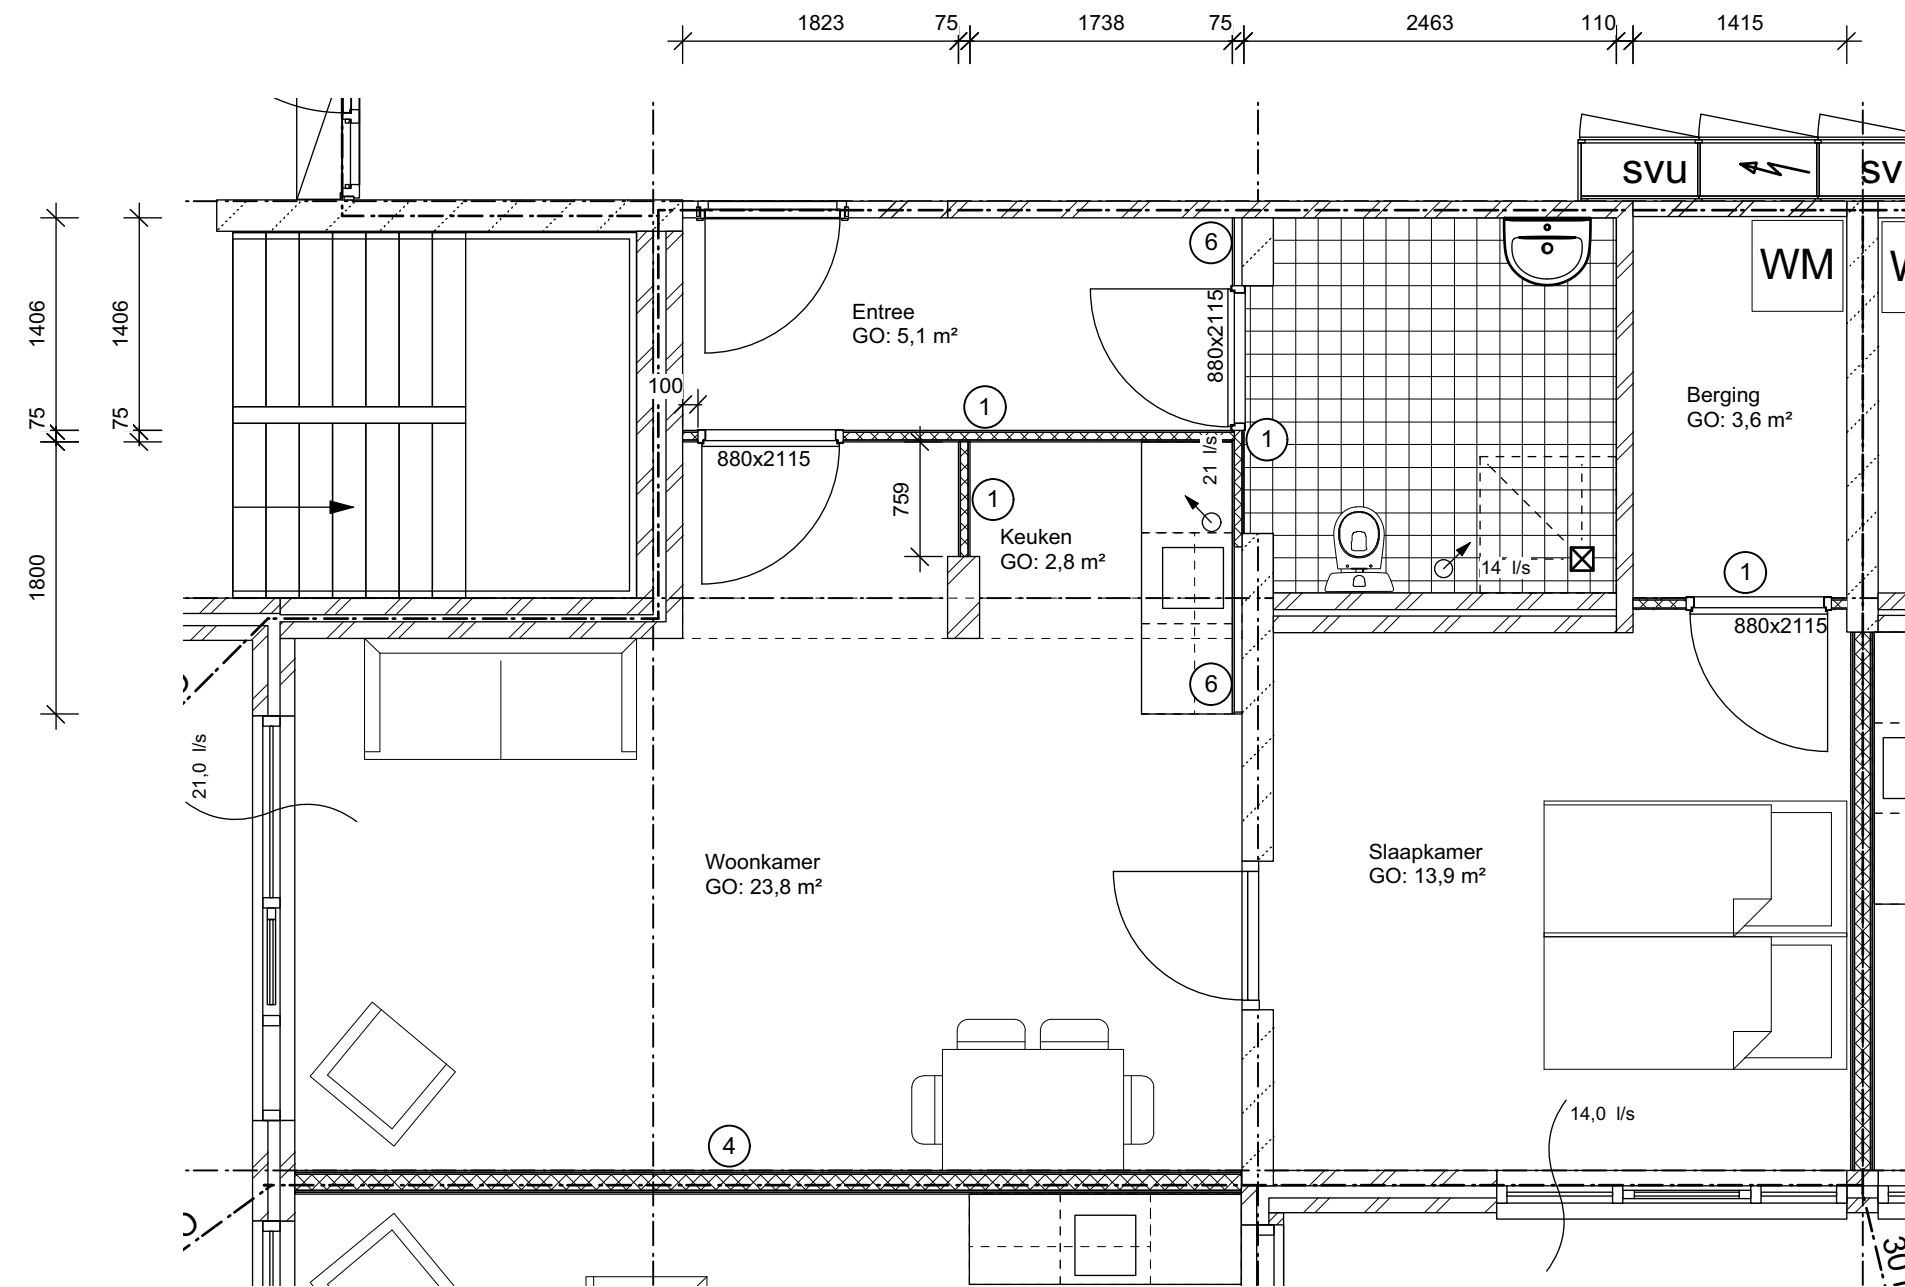 1823 75 1738 75 2463 110 1415
svu
sv
WM
6
1406
1406
Entree
GO: 5,1 m²
880x2115
100
Berging
GO: 3,6 m²
75
75
1
1
21 l/s
880x2115
759
1
Keuken
GO: 2,8 m²
14 l/s
1
1800
880x2115
6
21,0 l/s
Woonkamer
GO: 23,8 m²
Slaapkamer
GO: 13,9 m²
14,0 l/s
4
30